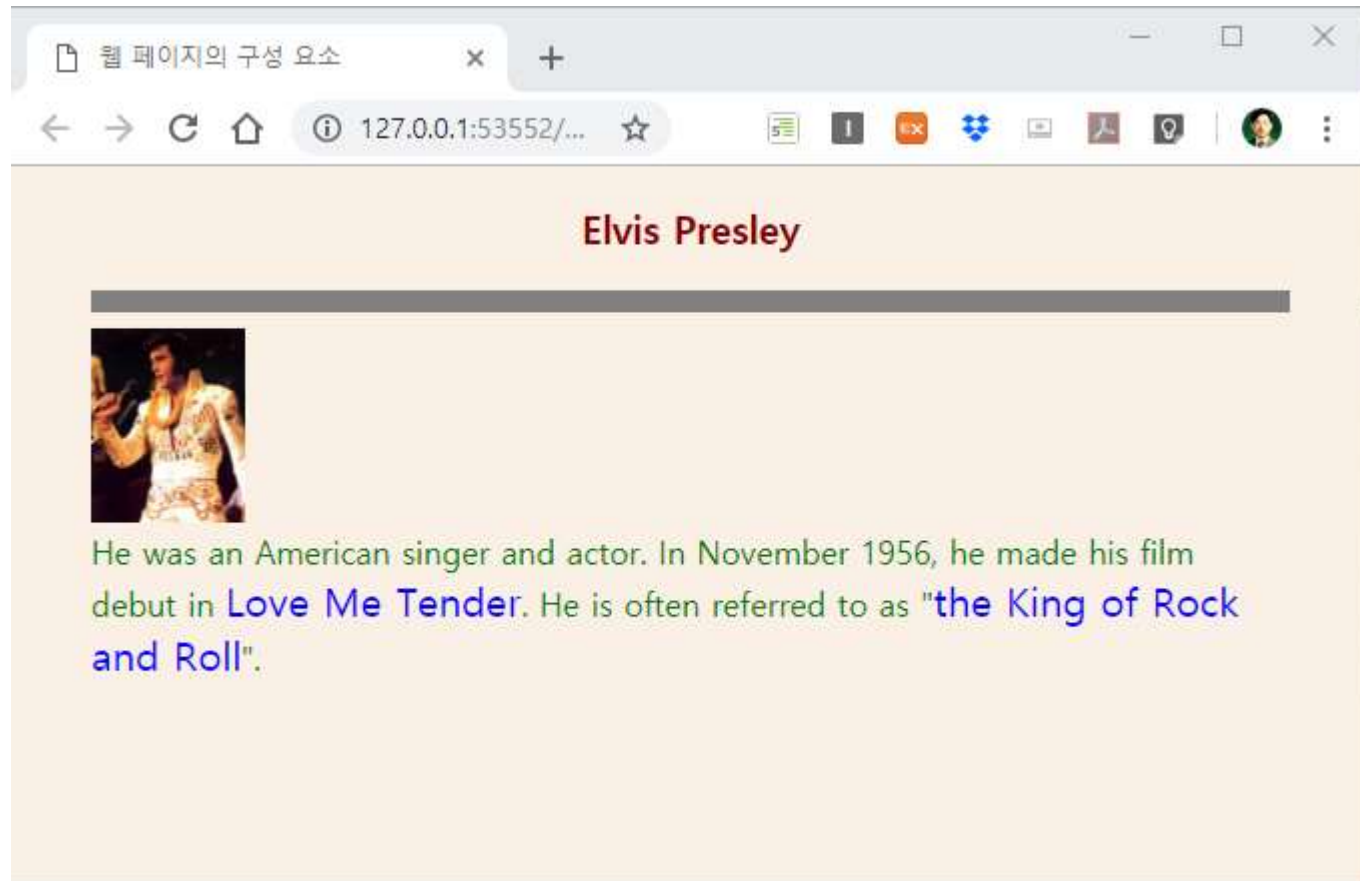 웹 페이지의 구성 요소
127.0.0.1:53552/...
Elvis Presley
He was an American singer and actor. In November 1956, he made his film
debut in Love Me Tender. He is often referred to as "the King of Rock
and Roll".